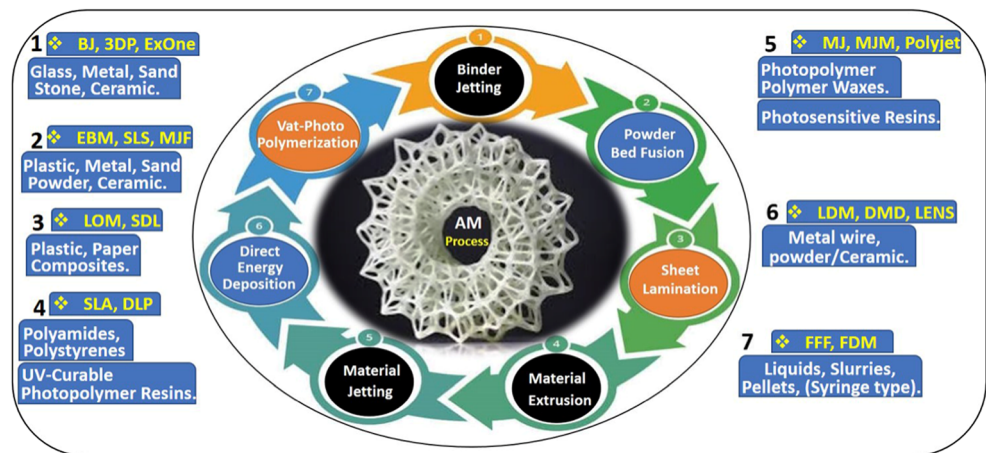 1 ❖ BJ, 3DP, ExOne
Glass, Metal, Sand
Stone, Ceramic.
2 ❖ EBM, SLS, MJF
Plastic, Metal, Sand
Powder, Ceramic.
3 ❖ LOM, SDL
Plastic, Paper
Composites.
4 ❖ SLA, DLP
Polyamides,
Polystyrenes
UV-Curable
Photopolymer Resins.
1
Binder
Jetting
2
Powder
Bed Fusion
3
Sheet
Lamination
4
Material
Extrusion
5
Material
Jetting
6
Direct
Energy
Deposition
7
Vat-Photo
Polymerization
AM
Process
5 ❖ MJ, MJM, Polyjet
Photopolymer
Polymer Waxes.
Photosensitive Resins.
6 ❖ LDM, DMD, LENS
Metal wire,
powder/Ceramic.
7 ❖ FFF, FDM
Liquids, Slurries,
Pellets, (Syringe type).